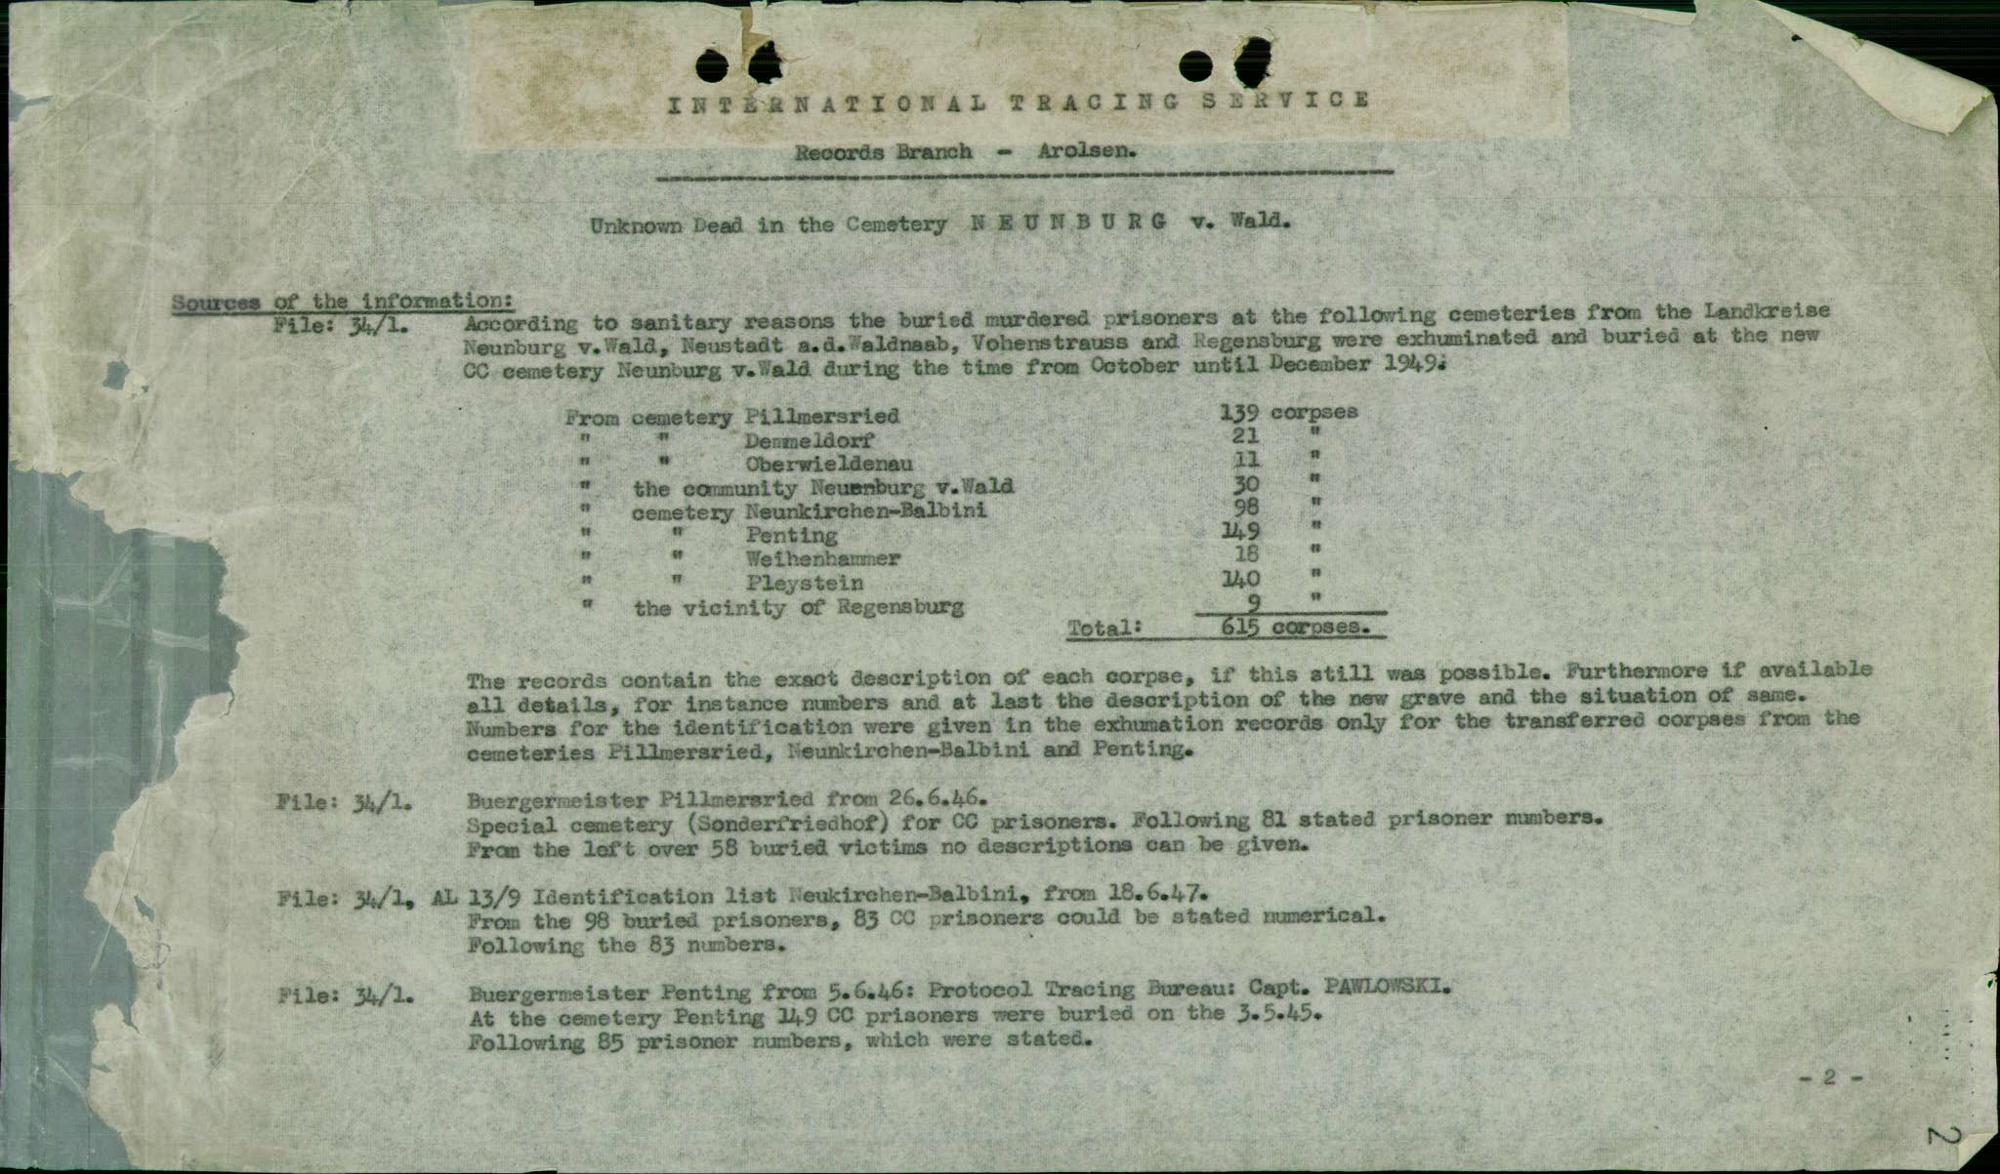 INTERNATIONAL TRACING SERVICE
Records Branch - Arolsen.
Unknown Dead in the Cemetery NEUNBURG v. Wald.
Sources of the information:
File: 34/1. According to sanitary reasons the buried murdered prisoners at the following cemeteries from the Landkreise
Neunburg v.Wald, Neustadt a.d.Waldnaab, Vohenstrauss and Regensburg were exhuminated and buried at the new
CC cemetery Neunburg v.Wald during the time from October until December 1949:
From cemetery Pillmersried 139 corpses
" " Demmeldorf 21 "
" " Oberwieldenau 11 "
" the community Neuenburg v.Wald 30 "
" cemetery Neunkirchen-Balbini 98 "
" " Penting 149 "
" " Weihenhammer 18 "
" " Pleystein 140 "
" the vicinity of Regensburg 9 "
Total: 615 corpses.
The records contain the exact description of each corpse, if this still was possible. Furthermore if available
all details, for instance numbers and at last the description of the new grave and the situation of same.
Numbers for the identification were given in the exhumation records only for the transferred corpses from the
cemeteries Pillmersried, Neunkirchen-Balbini and Penting.
File: 34/1. Buergermeister Pillmersried from 26.6.46.
Special cemetery (Sonderfriedhof) for CC prisoners. Following 81 stated prisoner numbers.
From the left over 58 buried victims no descriptions can be given.
File: 34/1, AL 13/9 Identification list Neukirchen-Balbini, from 18.6.47.
From the 98 buried prisoners, 83 CC prisoners could be stated numerical.
Following the 83 numbers.
File: 34/1. Buergermeister Penting from 5.6.46: Protocol Tracing Bureau: Capt. PAWLOWSKI.
At the cemetery Penting 149 CC prisoners were buried on the 3.5.45.
Following 85 prisoner numbers, which were stated.
- 2 -
2